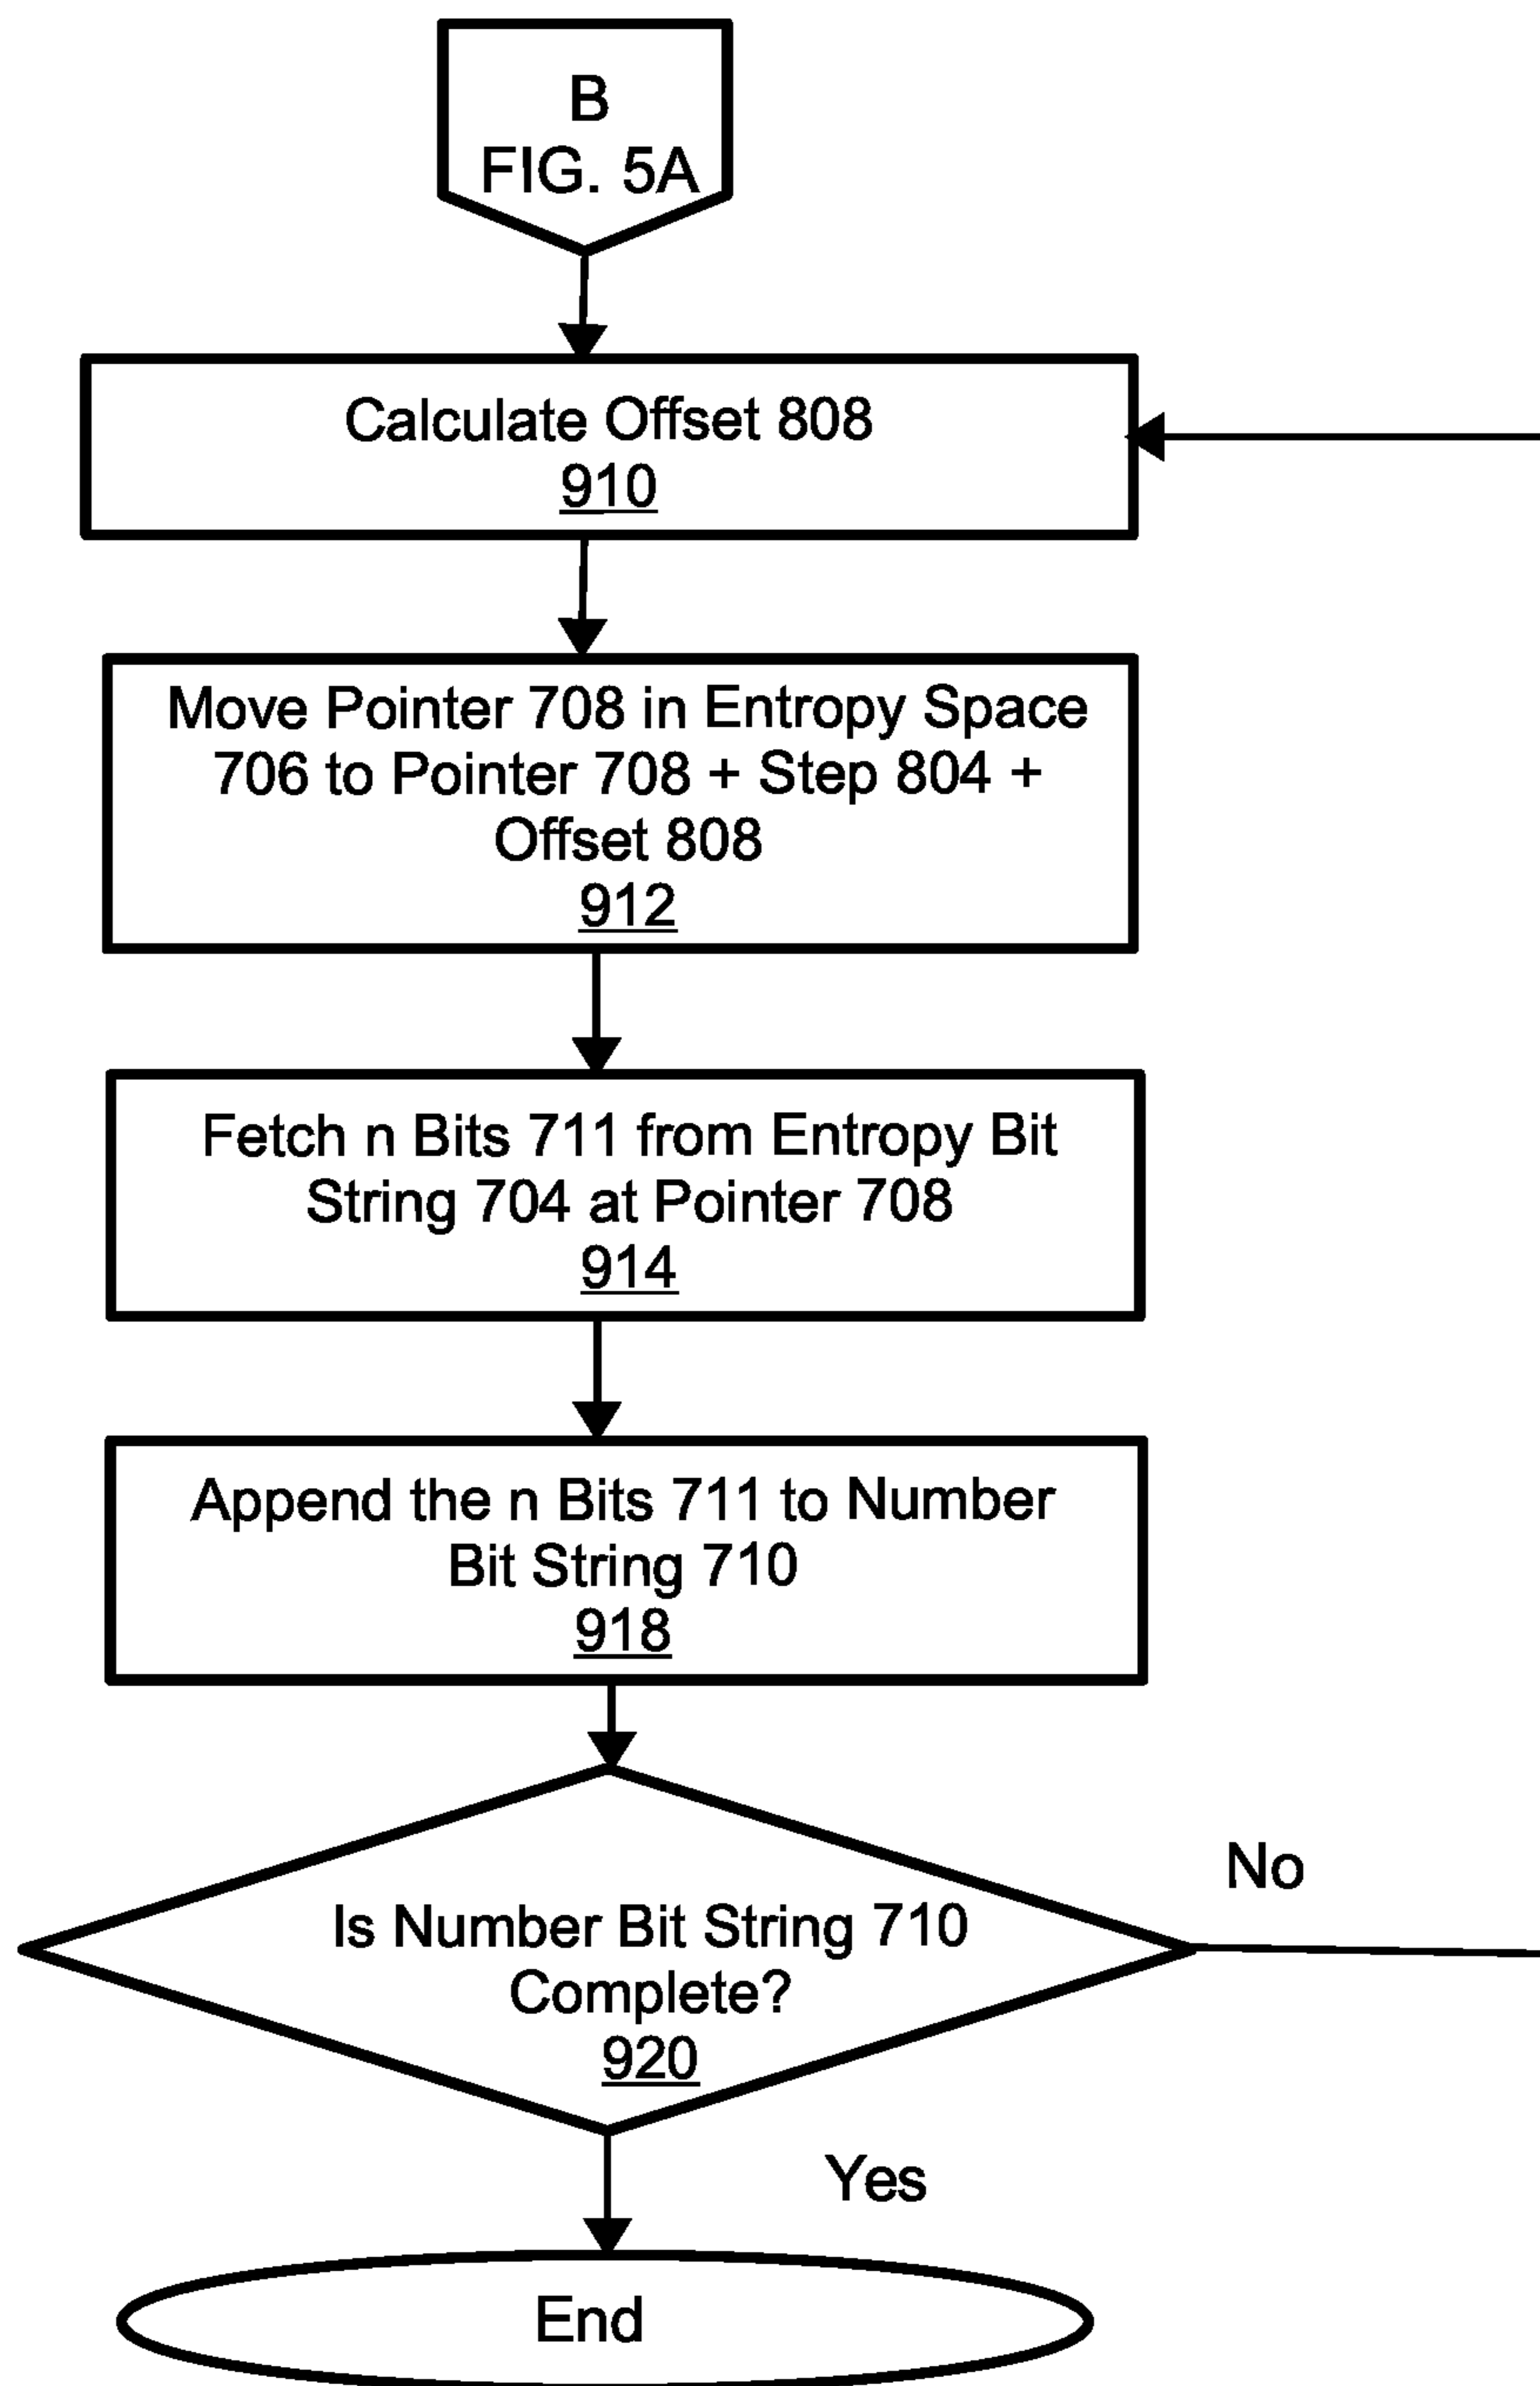 B
FIG. 5A
Calculate Offset 808
910
Move Pointer 708 in Entropy Space
706 to Pointer 708 + Step 804 +
Offset 808
912
Fetch n Bits 711 from Entropy Bit
String 704 at Pointer 708
914
Append the n Bits 711 to Number
Bit String 710
918
No
Is Number Bit String 710
Complete?
920
Yes
End